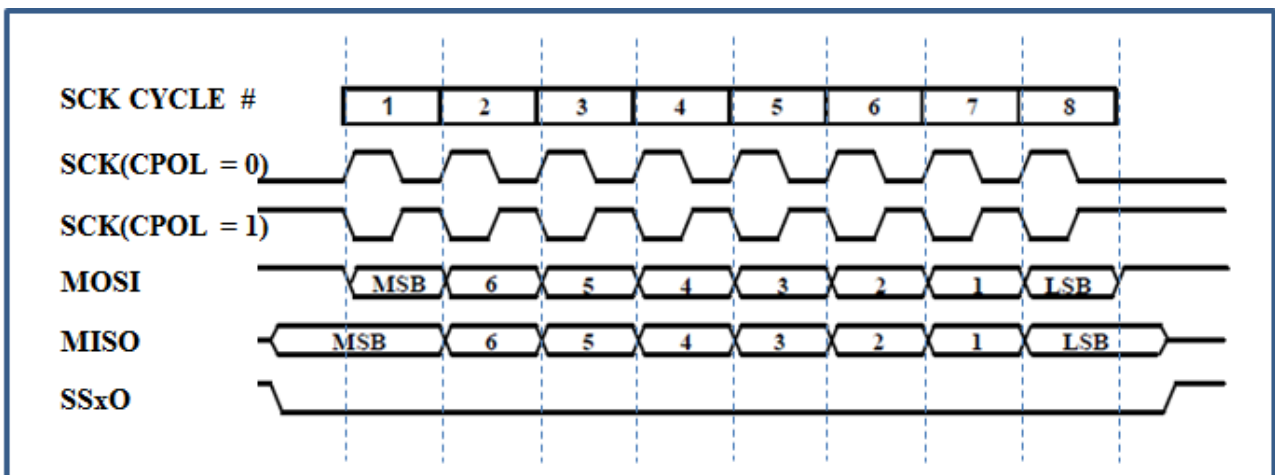 SCK CYCLE # 1 2 3 4 5 6 7 8
SCK(CPOL = 0)
SCK(CPOL = 1)
MOSI MSB 6 5 4 3 2 1 LSB
MISO MSB 6 5 4 3 2 1 LSB
SSxO